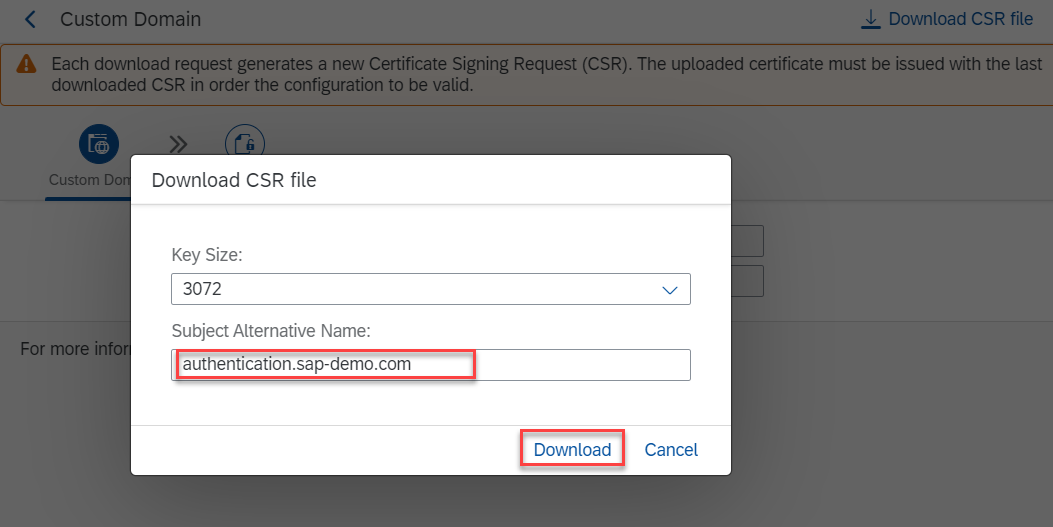 Custom Domain
Download CSR file
Each download request generates a new Certificate Signing Request (CSR). The uploaded certificate must be issued with the last
downloaded CSR in order the configuration to be valid.
Custom Dom
Download CSR file
Key Size:
3072
Subject Alternative Name:
authentication.sap-demo.com
For more infor
Download
Cancel